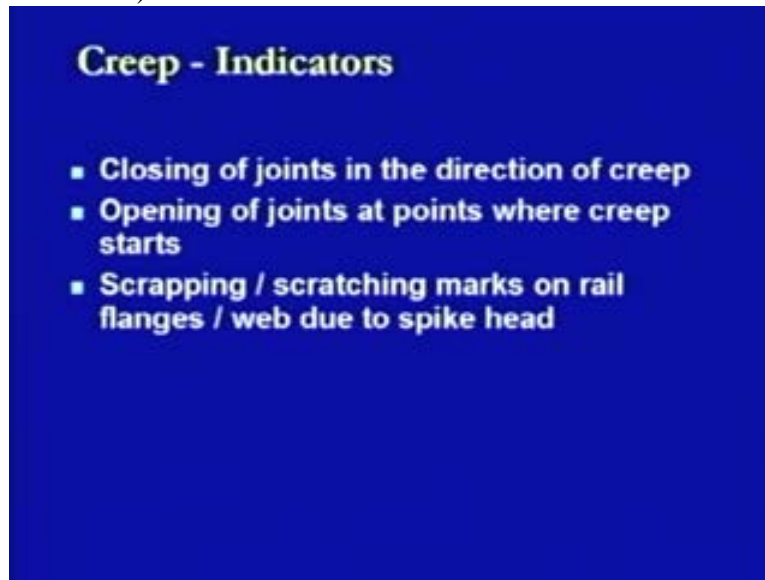 Creep - Indicators
Closing of joints in the direction of creep
Opening of joints at points where creep
starts
Scrapping / scratching marks on rail
flanges / web due to spike head